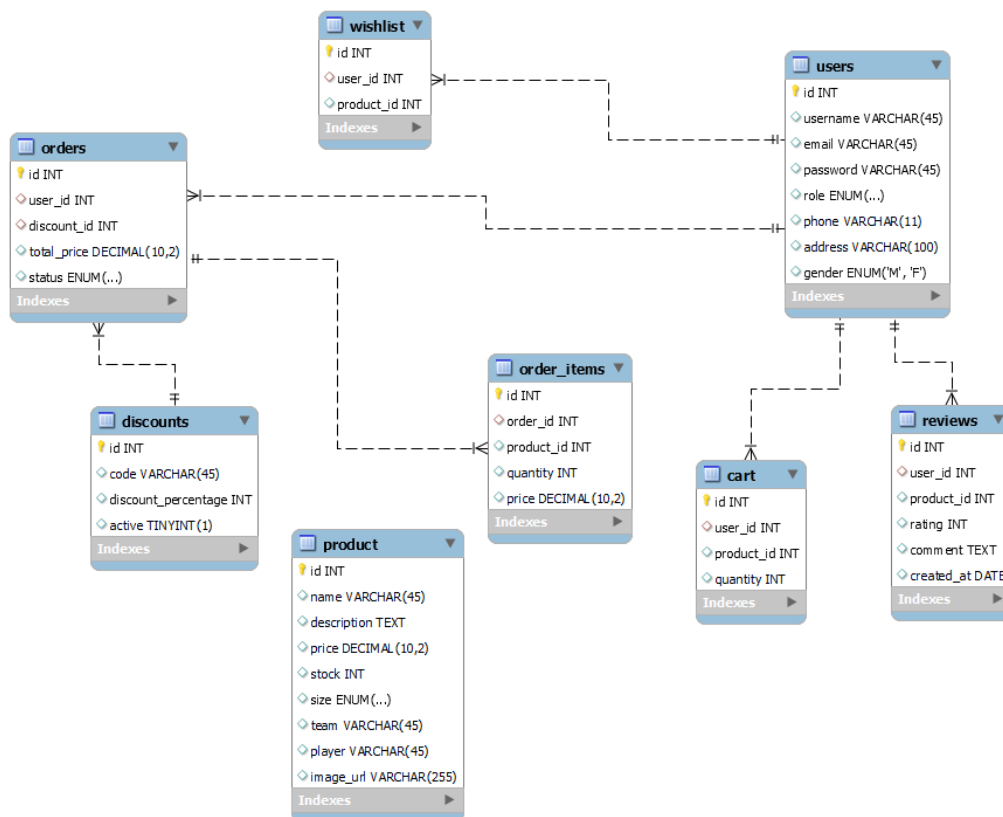 wishlist
id INT
user_id INT
product_id INT
Indexes
users
id INT
username VARCHAR(45)
email VARCHAR(45)
password VARCHAR(45)
role ENUM(...)
phone VARCHAR(11)
address VARCHAR(100)
gender ENUM('M', 'F')
Indexes
orders
id INT
user_id INT
discount_id INT
total_price DECIMAL(10,2)
status ENUM(...)
Indexes
order_items
id INT
order_id INT
product_id INT
quantity INT
price DECIMAL(10,2)
Indexes
discounts
id INT
code VARCHAR(45)
discount_percentage INT
active TINYINT(1)
Indexes
reviews
id INT
user_id INT
product_id INT
rating INT
comment TEXT
created_at DATE
Indexes
cart
id INT
user_id INT
product_id INT
quantity INT
Indexes
product
id INT
name VARCHAR(45)
description TEXT
price DECIMAL(10,2)
stock INT
size ENUM(...)
team VARCHAR(45)
player VARCHAR(45)
image_url VARCHAR(255)
Indexes